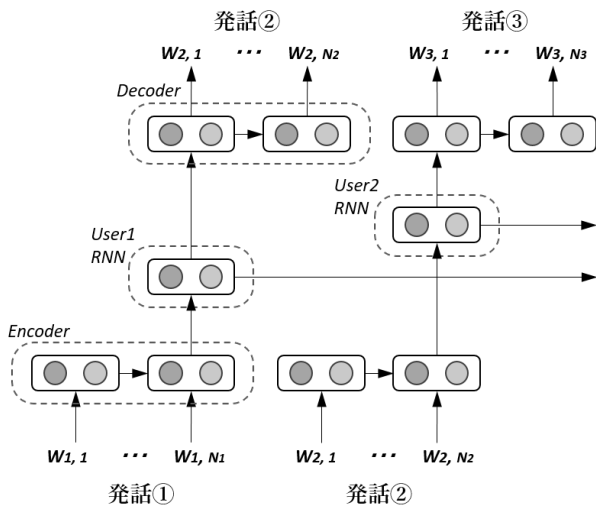 発話② 発話③
W2, 1 ... W2, N2 W3, 1 ... W3, N3
Decoder
User2
RNN
User1
RNN
Encoder
W1, 1 ... W1, N1 W2, 1 ... W2, N2
発話① 発話②